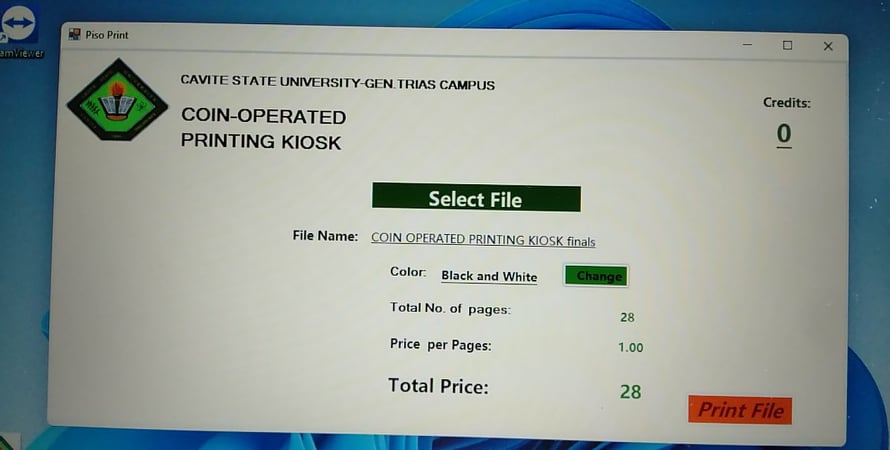 amViewer
Piso Print
CAVITE STATE UNIVERSITY-GEN.TRIAS CAMPUS
COIN-OPERATED
PRINTING KIOSK
Credits:
0
Select File
File Name: COIN OPERATED PRINTING KIOSK finals
Color: Black and White Change
Total No. of pages: 28
Price per Pages: 1.00
Total Price: 28
Print File